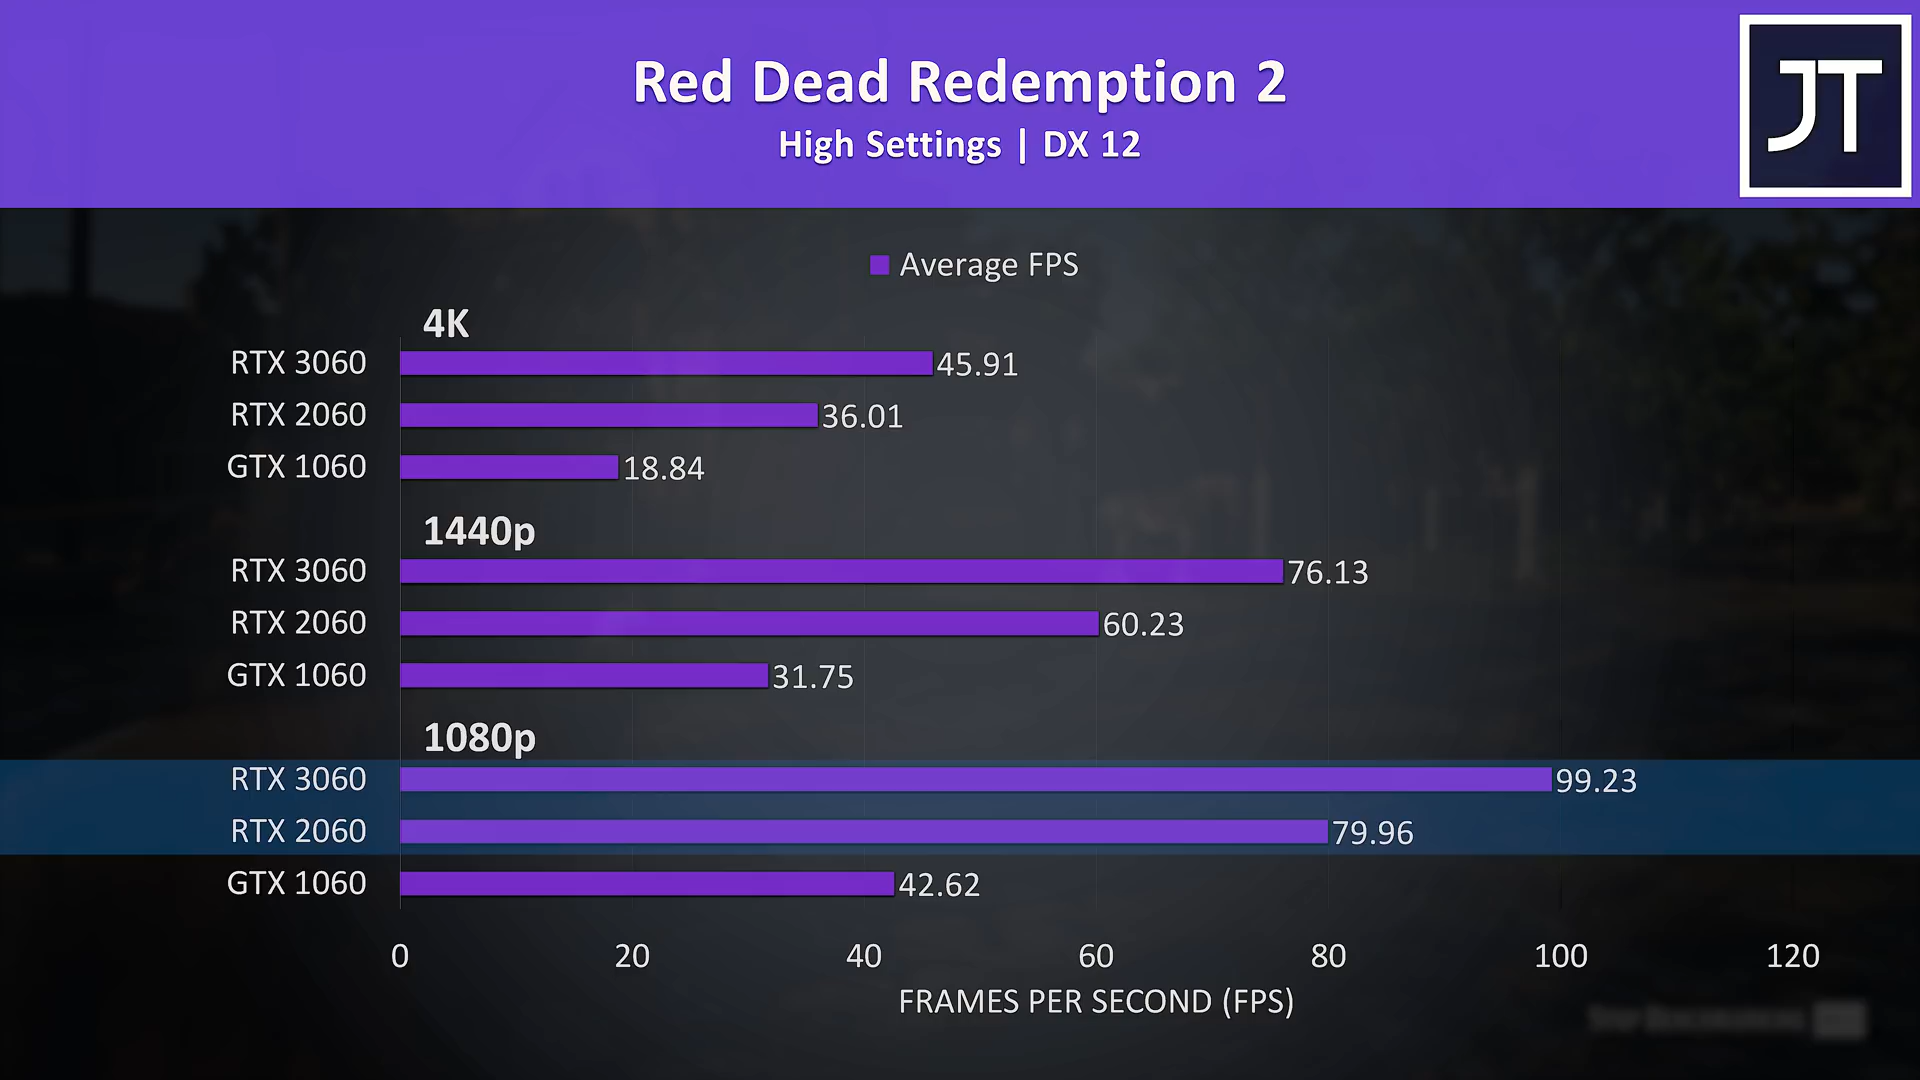 Red Dead Redemption 2
High Settings | DX 12
JT
Average FPS
4K
RTX 3060 45.91
RTX 2060 36.01
GTX 1060 18.84
1440p
RTX 3060 76.13
RTX 2060 60.23
GTX 1060 31.75
1080p
RTX 3060 99.23
RTX 2060 79.96
GTX 1060 42.62
0 20 40 60 80 100 120
FRAMES PER SECOND (FPS)